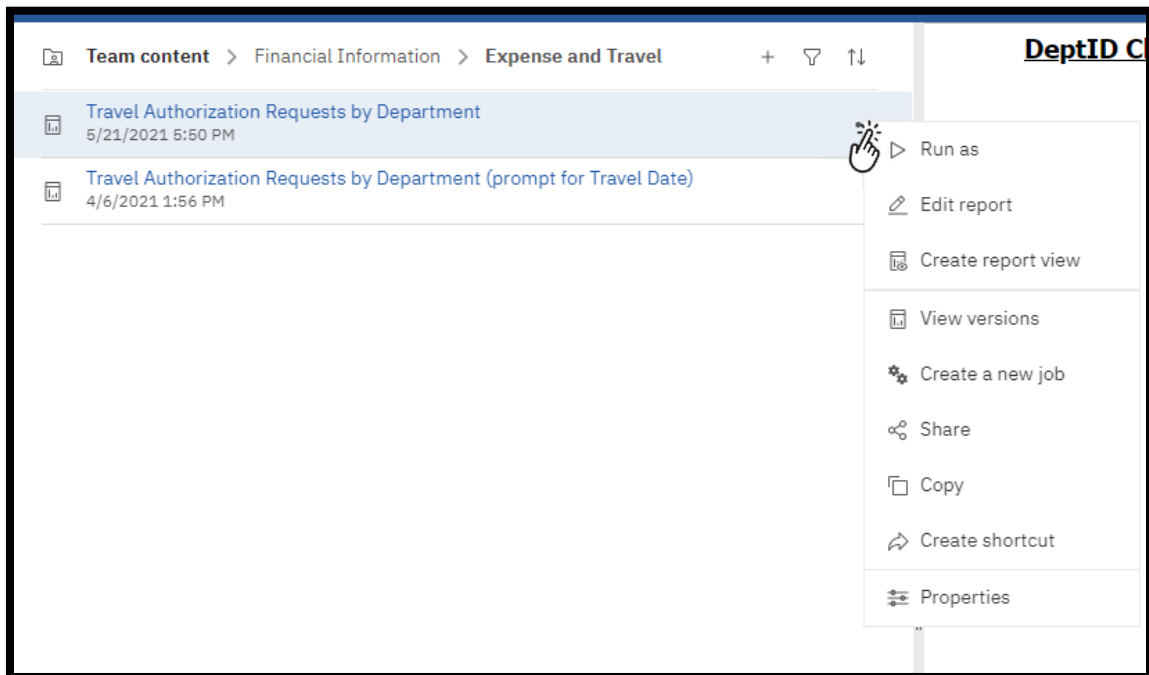 Team content > Financial Information > Expense and Travel
DeptID Cl
Travel Authorization Requests by Department
5/21/2021 5:50 PM
Travel Authorization Requests by Department (prompt for Travel Date)
4/6/2021 1:56 PM
Run as
Edit report
Create report view
View versions
Create a new job
Share
Copy
Create shortcut
Properties